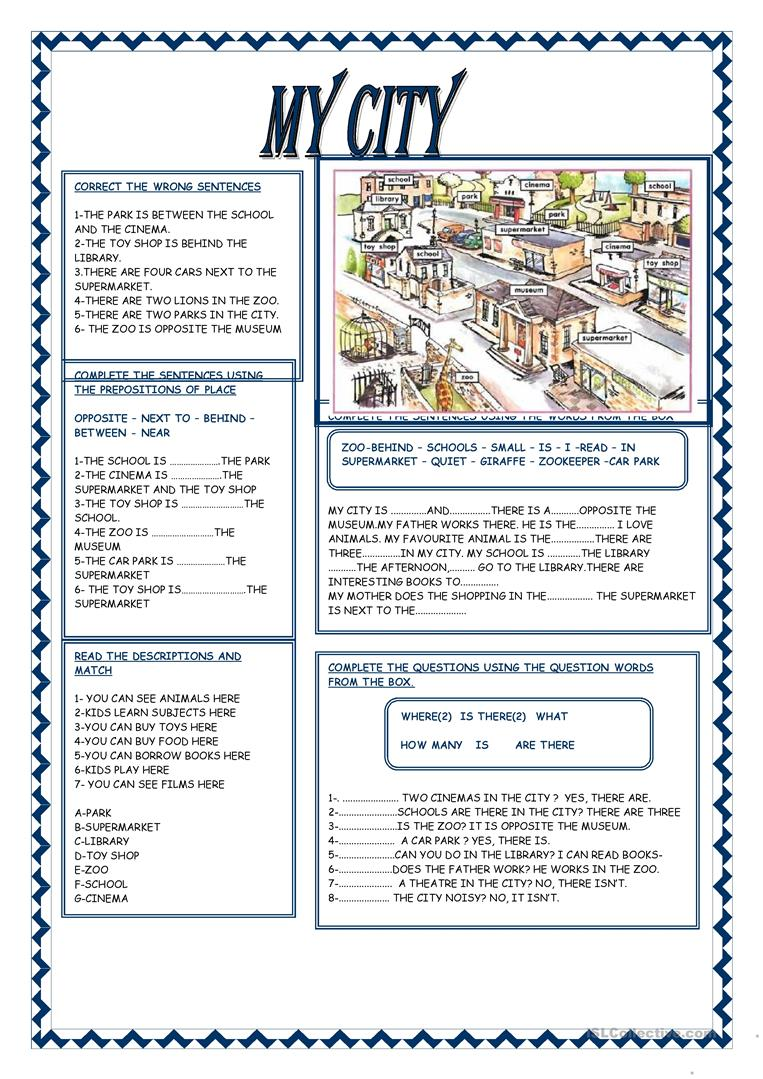 MY CITY
CORRECT THE WRONG SENTENCES
1-THE PARK IS BETWEEN THE SCHOOL
AND THE CINEMA.
2-THE TOY SHOP IS BEHIND THE
LIBRARY.
3.THERE ARE FOUR CARS NEXT TO THE
SUPERMARKET.
4-THERE ARE TWO LIONS IN THE ZOO.
5-THERE ARE TWO PARKS IN THE CITY.
6- THE ZOO IS OPPOSITE THE MUSEUM
school
cinema
school
library
park
park
supermarket
toy shop
school
cinema
toy shop
museum
supermarket
zoo
COMPLETE THE SENTENCES USING
THE PREPOSITIONS OF PLACE
OPPOSITE – NEXT TO – BEHIND –
BETWEEN - NEAR
1-THE SCHOOL IS …………………..THE PARK
2-THE CINEMA IS …………………..THE
SUPERMARKET AND THE TOY SHOP
3-THE TOY SHOP IS ……………………….THE
SCHOOL.
4-THE ZOO IS ……………………….THE
MUSEUM
5-THE CAR PARK IS ………………….THE
SUPERMARKET
6- THE TOY SHOP IS……………………….THE
SUPERMARKET
COMPLETE THE SENTENCES USING THE WORDS FROM THE BOX
ZOO-BEHIND – SCHOOLS – SMALL – IS – I –READ – IN
SUPERMARKET – QUIET – GIRAFFE – ZOOKEEPER –CAR PARK
MY CITY IS …………..AND……………..THERE IS A………..OPPOSITE THE
MUSEUM.MY FATHER WORKS THERE. HE IS THE…………… I LOVE
ANIMALS. MY FAVOURITE ANIMAL IS THE……………..THERE ARE
THREE……………IN MY CITY. MY SCHOOL IS ………….THE LIBRARY
………..THE AFTERNOON,………. GO TO THE LIBRARY.THERE ARE
INTERESTING BOOKS TO……………
MY MOTHER DOES THE SHOPPING IN THE……………… THE SUPERMARKET
IS NEXT TO THE…………………
READ THE DESCRIPTIONS AND
MATCH
1- YOU CAN SEE ANIMALS HERE
2-KIDS LEARN SUBJECTS HERE
3-YOU CAN BUY TOYS HERE
4-YOU CAN BUY FOOD HERE
5-YOU CAN BORROW BOOKS HERE
6-KIDS PLAY HERE
7- YOU CAN SEE FILMS HERE
A-PARK
B-SUPERMARKET
C-LIBRARY
D-TOY SHOP
E-ZOO
F-SCHOOL
G-CINEMA
COMPLETE THE QUESTIONS USING THE QUESTION WORDS
FROM THE BOX.
WHERE(2) IS THERE(2) WHAT
HOW MANY IS ARE THERE
1-. ………………….. TWO CINEMAS IN THE CITY ? YES, THERE ARE.
2-…………………..SCHOOLS ARE THERE IN THE CITY? THERE ARE THREE
3-…………………..IS THE ZOO? IT IS OPPOSITE THE MUSEUM.
4-…………………. A CAR PARK ? YES, THERE IS.
5-………………….CAN YOU DO IN THE LIBRARY? I CAN READ BOOKS-
6-…………………DOES THE FATHER WORK? HE WORKS IN THE ZOO.
7-………………… A THEATRE IN THE CITY? NO, THERE ISN'T.
8-……………….. THE CITY NOISY? NO, IT ISN'T.
iSLCollective.com